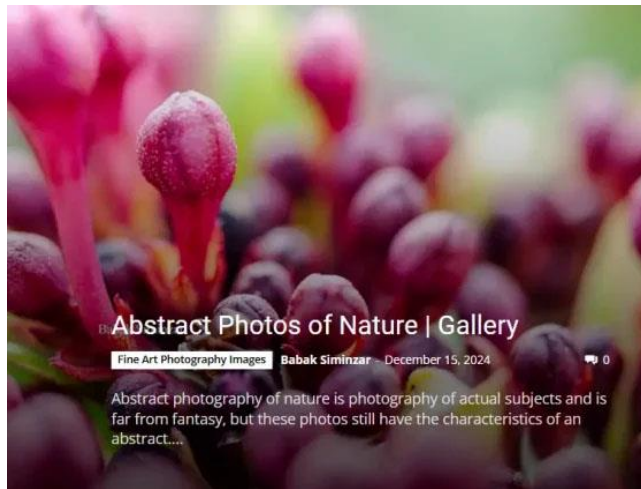 Abstract Photos of Nature | Gallery
Fine Art Photography Images Babak Siminzar - December 15, 2024 0
Abstract photography of nature is photography of actual subjects and is
far from fantasy, but these photos still have the characteristics of an
abstract....